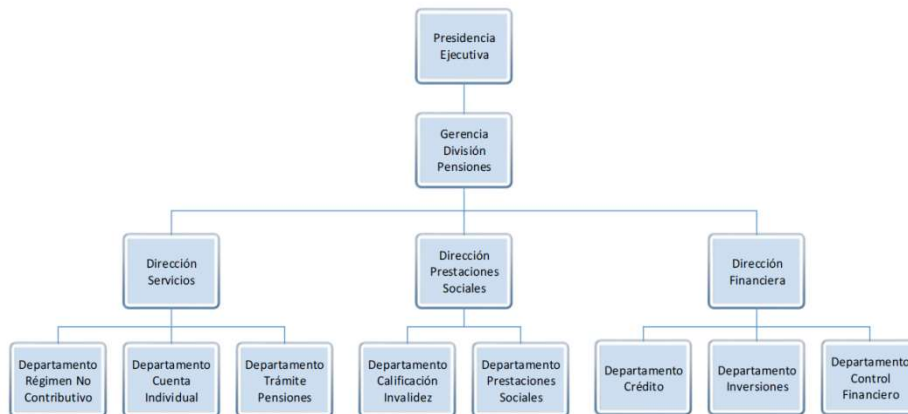 Presidencia
Ejecutiva
Gerencia
División
Pensiones
Dirección
Servicios
Dirección
Prestaciones
Sociales
Dirección
Financiera
Departamento
Régimen No
Contributivo
Departamento
Cuenta
Individual
Departamento
Trámite
Pensiones
Departamento
Calificación
Invalidez
Departamento
Prestaciones
Sociales
Departamento
Crédito
Departamento
Inversiones
Departamento
Control
Financiero